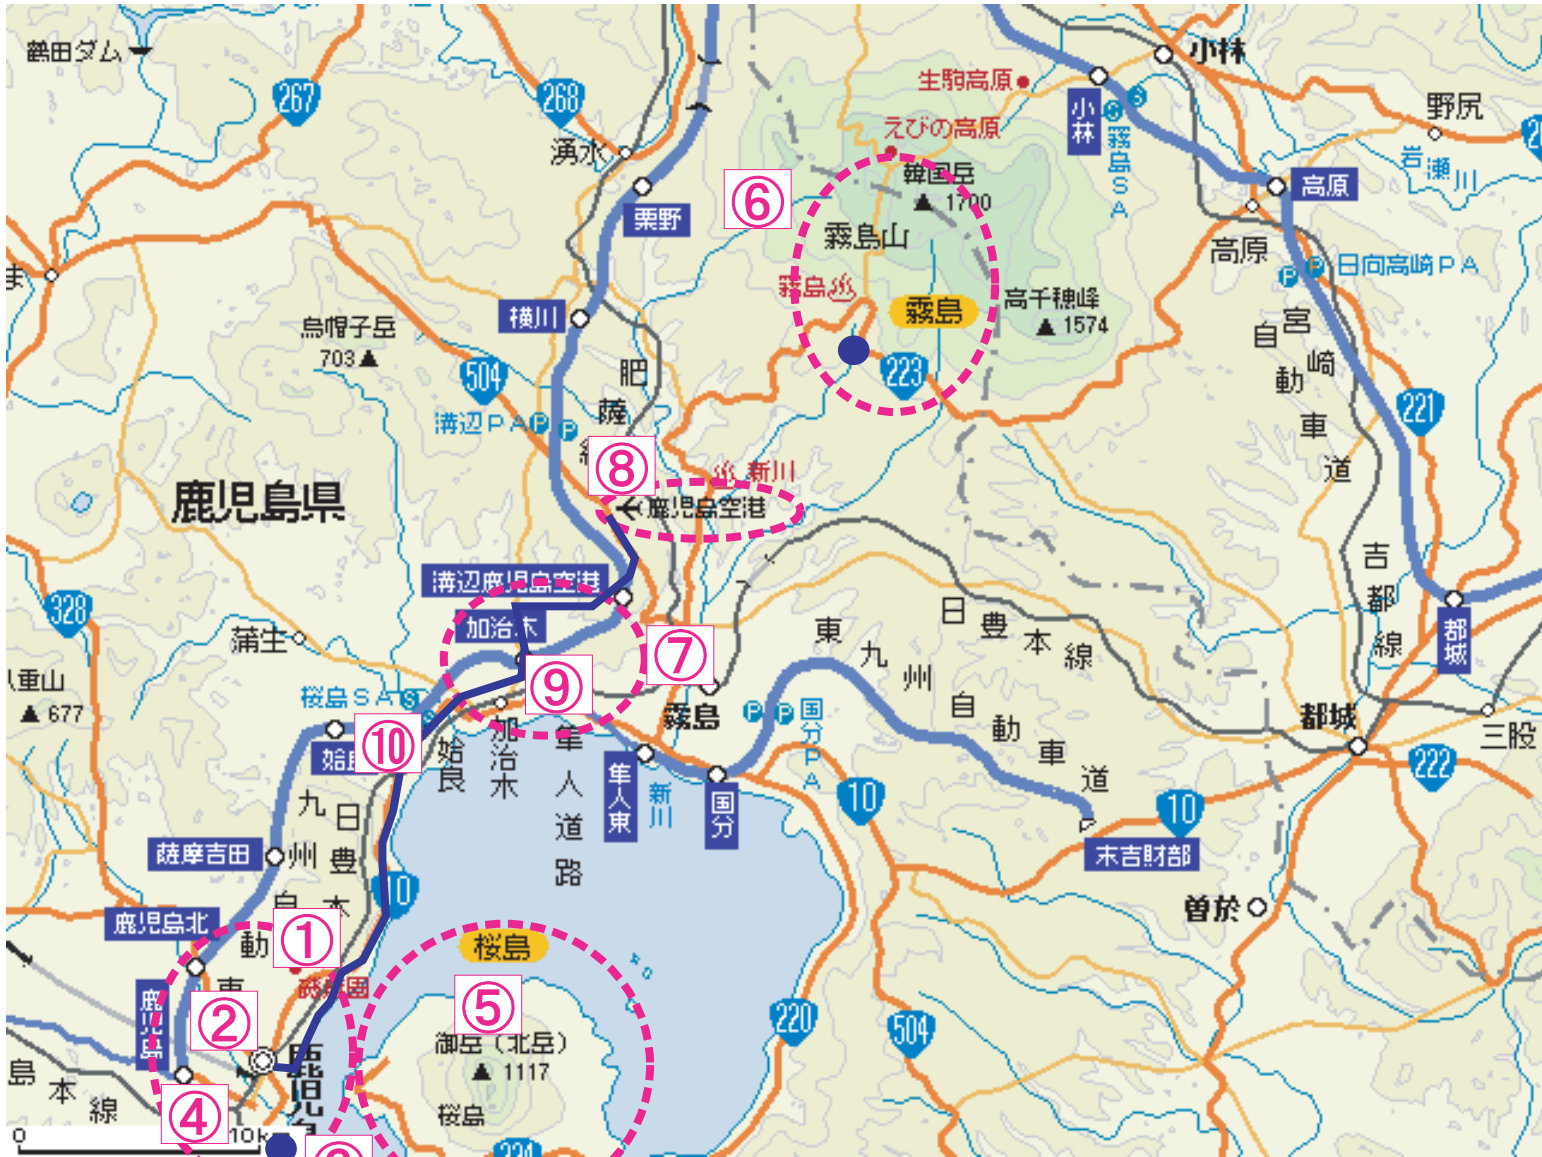 鶴田ダム
267
268
湧水
栗野
生駒高原
えびの高原
韓国岳
1700
⑥
霧島山
霧島
霧島
高千穂峰
1574
223
小林
小林
霧島SA
野尻
岩瀬川
高原
高原
日向高崎PA
宮崎自動車道
221
烏帽子岳
703
横川
504
溝辺PA
肥薩
⑧
新川
鹿児島空港
鹿児島県
328
溝辺鹿児島空港
加治木
蒲生
⑦
⑨
八重山
677
桜島SA
⑩
姶良
加治木
隼人道路
霧島
隼人東
新川
国分
国分PA
東九州自動車道
日豊本線
吉都線
都城
都城
三股
222
10
10
末吉財部
曽於
薩摩吉田
九州自動車
日豊本
10
鹿児島北
①
磯庭園
②
鹿児島
鹿児島
④
島本線
0
10k
桜島
⑤
御岳(北岳)
1117
桜島
220
504
224